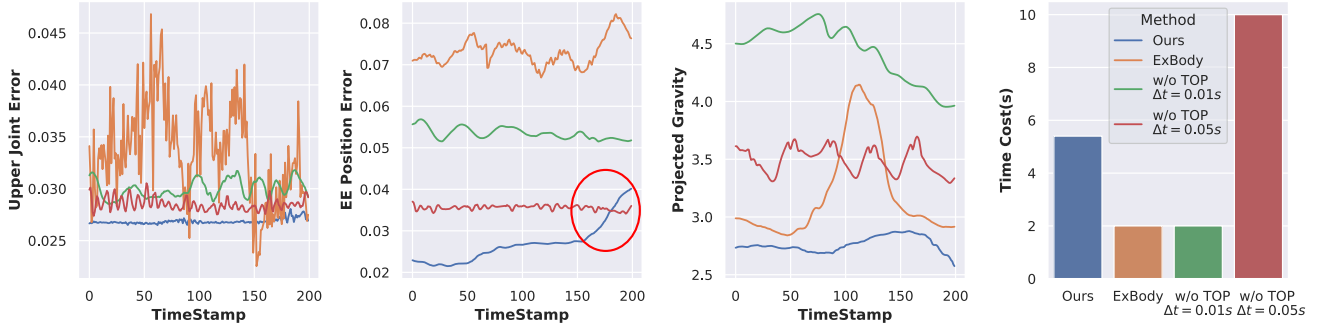 Upper Joint Error
0.045
0.040
0.035
0.030
0.025
0 50 100 150 200
TimeStamp
EE Position Error
0.08
0.07
0.06
0.05
0.04
0.03
0.02
0 50 100 150 200
TimeStamp
Projected Gravity
4.5
4.0
3.5
3.0
2.5
0 50 100 150 200
TimeStamp
Time Cost(s)
10
8
6
4
2
0
Method
Ours
ExBody
w/o TOP
Δt = 0.01s
w/o TOP
Δt = 0.05s
Ours ExBody w/o TOP w/o TOP
Δt = 0.01s Δt = 0.05s